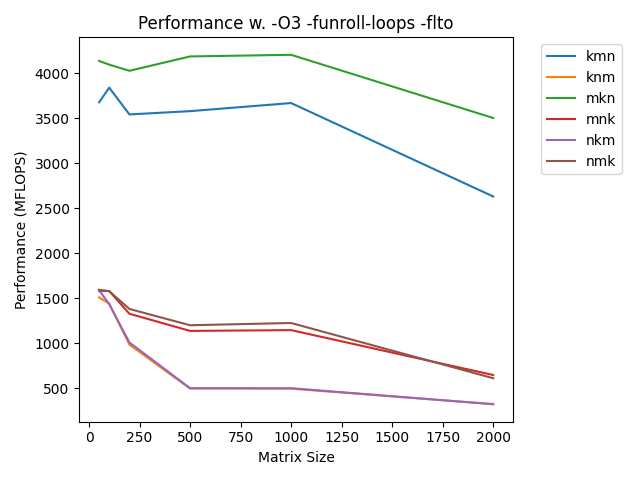 Performance w. -O3 -funroll-loops -flto
Performance (MFLOPS)
4000
3500
3000
2500
2000
1500
1000
500
0
250
500
750
1000
1250
1500
1750
2000
Matrix Size
kmn
knm
mkn
mnk
nkm
nmk